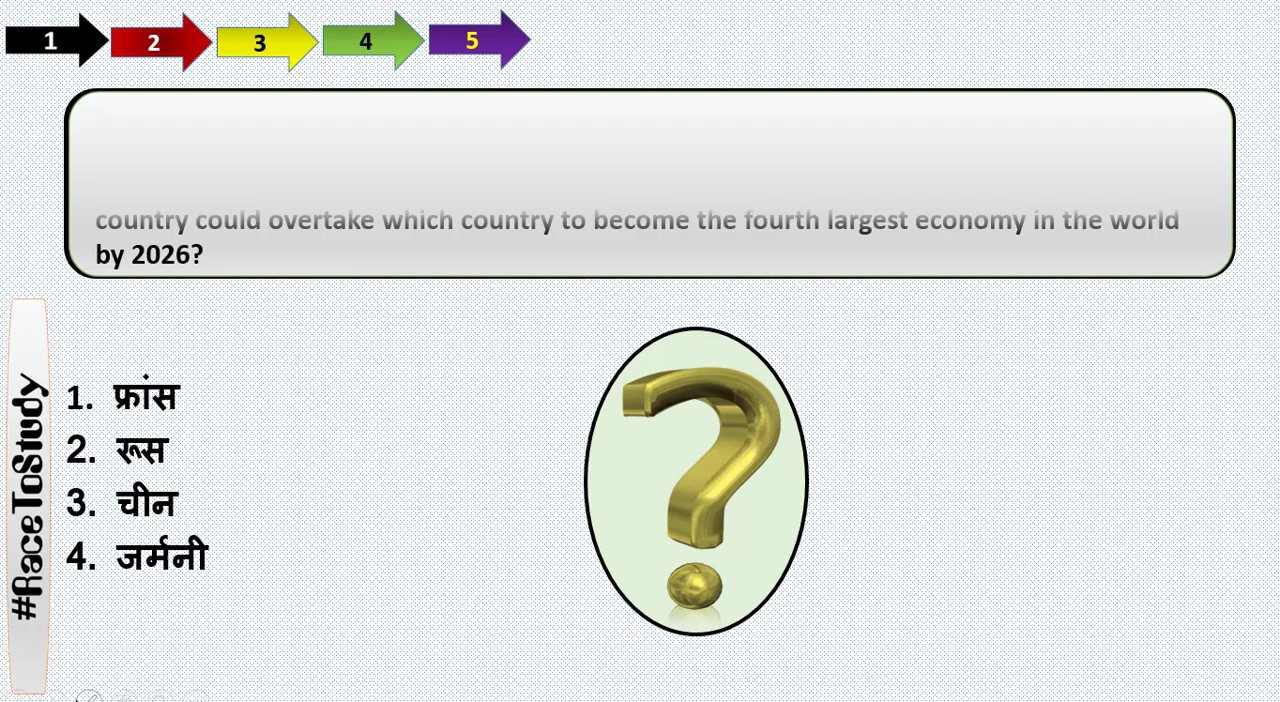 1 2 3 4 5
country could overtake which country to become the fourth largest economy in the world
by 2026?
#RaceToStudy
1. फ्रांस
2. रूस
3. चीन
4. जर्मनी